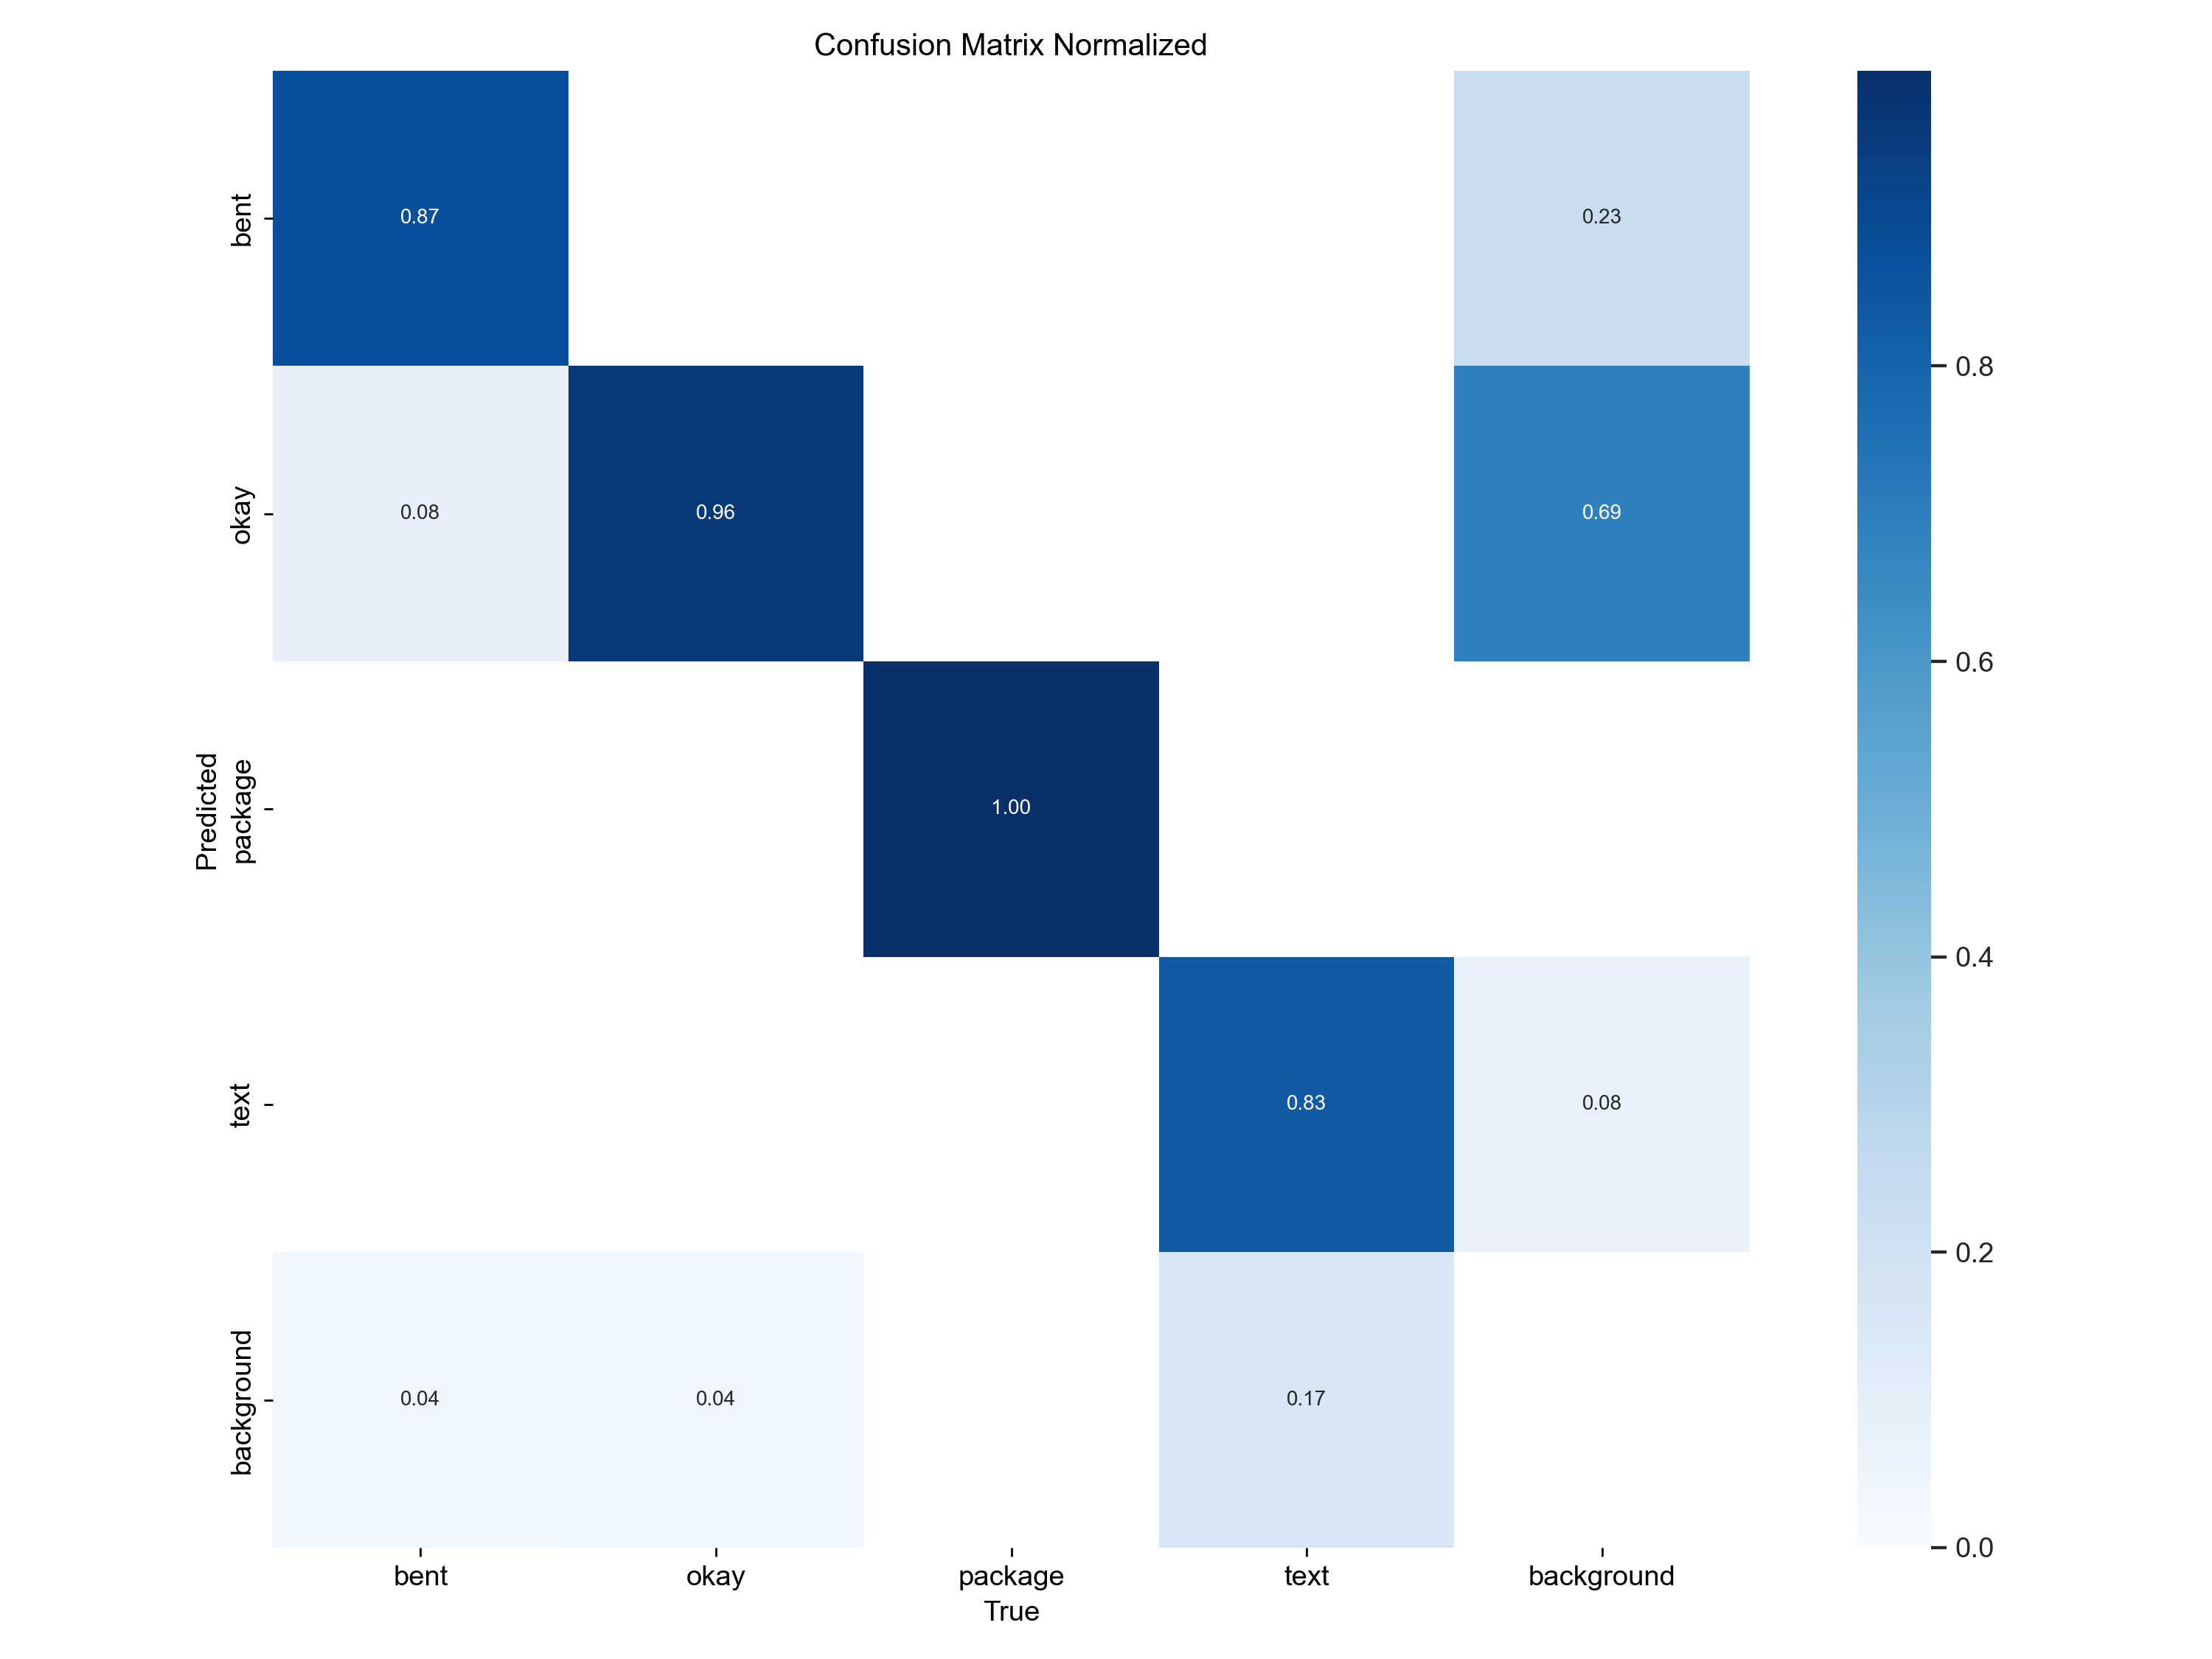 Confusion Matrix Normalized
bent
0.87
0.23
okay
0.08
0.96
0.69
Predicted
package
1.00
text
0.83
0.08
background
0.04
0.04
0.17
bent
okay
package
text
background
True
0.8
0.6
0.4
0.2
0.0